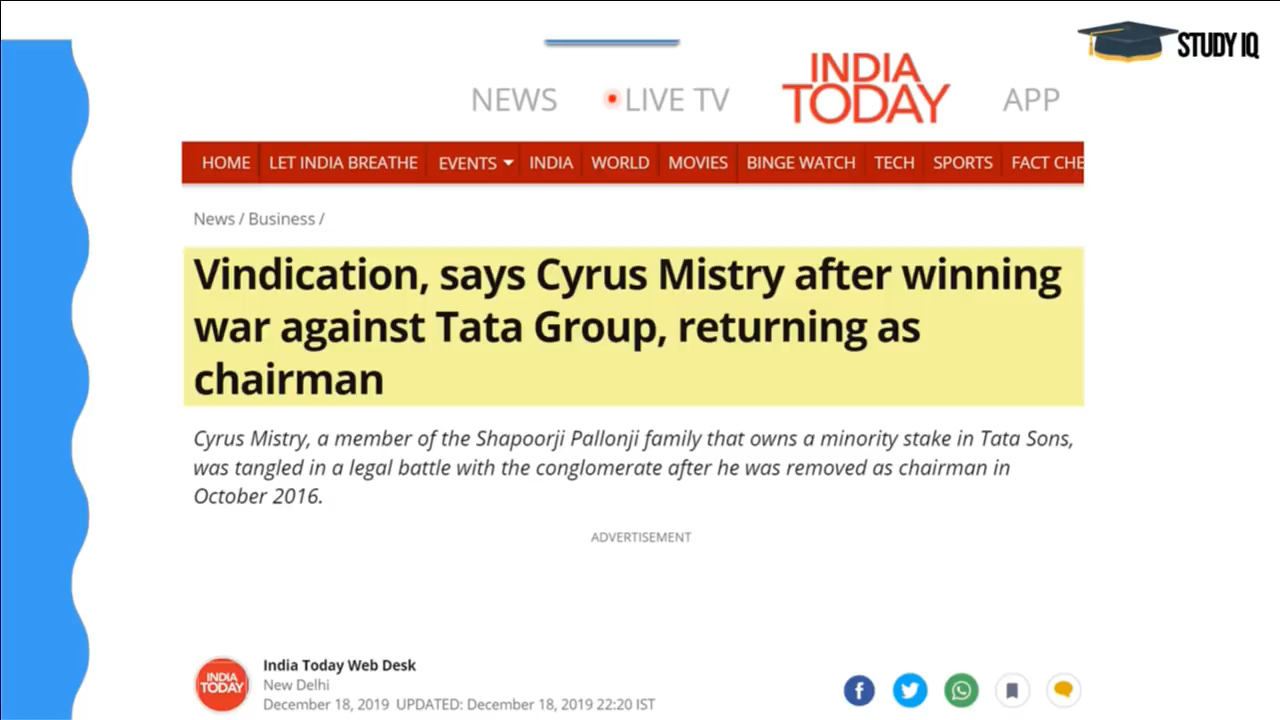 STUDY IQ
NEWS LIVE TV INDIA TODAY APP
HOME LET INDIA BREATHE EVENTS INDIA WORLD MOVIES BINGE WATCH TECH SPORTS FACT CHE
News / Business /
Vindication, says Cyrus Mistry after winning
war against Tata Group, returning as
chairman
Cyrus Mistry, a member of the Shapoorji Pallonji family that owns a minority stake in Tata Sons,
was tangled in a legal battle with the conglomerate after he was removed as chairman in
October 2016.
ADVERTISEMENT
INDIA TODAY
India Today Web Desk
New Delhi
December 18, 2019 UPDATED: December 18, 2019 22:20 IST